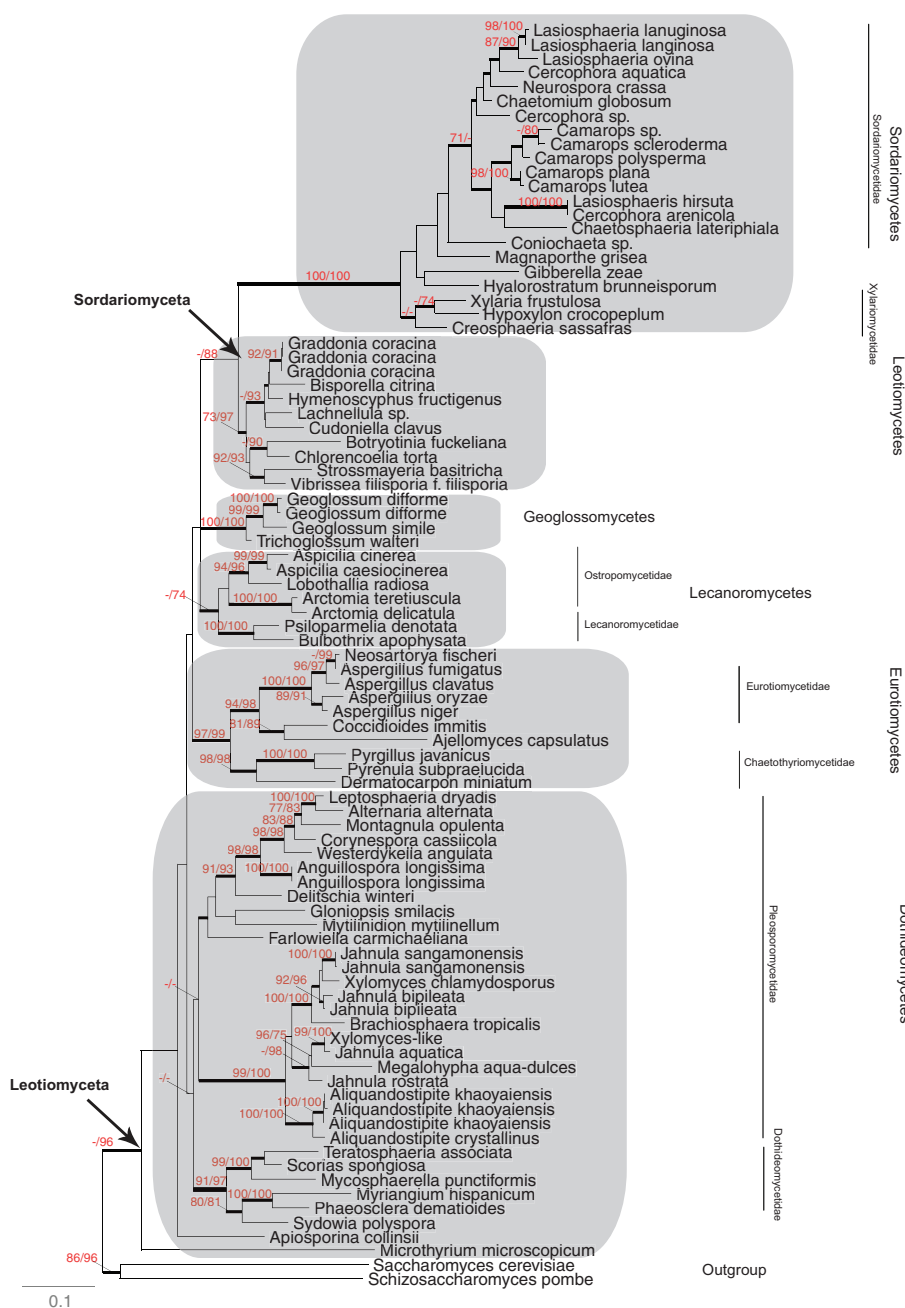 98/100
Lasiosphaeria lanuginosa
87/90
Lasiosphaeria langinosa
Lasiosphaeria ovina
Cercophora aquatica
Neurospora crassa
Chaetomium globosum
Cercophora sp.
-/80
Camarops sp.
71/-
Camarops scleroderma
Camarops polysperma
98/100
Camarops plana
Camarops lutea
100/100
Lasiosphaeris hirsuta
Cercophora arenicola
Chaetosphaeria lateriphiala
Coniochaeta sp.
Magnaporthe grisea
Gibberella zeae
100/100
Hyalorostratum brunneisporum
-/74
Xylaria frustulosa
-/-
Hypoxylon crocopeplum
Creosphaeria sassafras
Sordariomycetidae
Sordariomycetes
Xylariomycetidae
Sordariomyceta
-/88
92/91
Graddonia coracina
Graddonia coracina
Graddonia coracina
Bisporella citrina
-/93
Hymenoscyphus fructigenus
73/97
Lachnellula sp.
Cudoniella clavus
-/90
Botryotinia fuckeliana
92/93
Chlorencoelia torta
Strossmayeria basitricha
Vibrissea filisporia f. filisporia
Leotiomycetes
100/100
Geoglossum difforme
99/99
Geoglossum difforme
100/100
Geoglossum simile
Trichoglossum walteri
Geoglossomycetes
99/99
Aspicilia cinerea
94/96
Aspicilia caesiocinerea
Lobothallia radiosa
-/74
100/100
Arctomia teretiuscula
Arctomia delicatula
100/100
Psiloparmelia denotata
Bulbothrix apophysata
Ostropomycetidae
Lecanoromycetes
Lecanoromycetidae
-/99
Neosartorya fischeri
96/97
Aspergillus fumigatus
100/100
Aspergillus clavatus
89/91
Aspergillus oryzae
94/98
Aspergillus niger
81/89
Coccidioides immitis
97/99
Ajellomyces capsulatus
98/98
100/100
Pyrgillus javanicus
Pyrenula subpraelucida
Dermatocarpon miniatum
Eurotiomycetidae
Eurotiomycetes
Chaetothyriomycetidae
100/100
Leptosphaeria dryadis
77/83
Alternaria alternata
83/88
Montagnula opulenta
98/98
Corynespora cassiicola
98/98
Westerdykella angulata
91/93
100/100
Anguillospora longissima
Anguillospora longissima
Delitschia winteri
Gloniopsis smilacis
Mytilinidion mytilinellum
Farlowiella carmichaeliana
100/100
Jahnula sangamonensis
Jahnula sangamonensis
-/-
92/96
Xylomyces chlamydosporus
100/100
Jahnula bipileata
Jahnula bipileata
Brachiosphaera tropicalis
96/75
99/100
Xylomyces-like
-/98
Jahnula aquatica
99/100
Megalohypha aqua-dulces
-/-
Jahnula rostrata
100/100
Aliquandostipite khaoyaiensis
Aliquandostipite khaoyaiensis
100/100
Aliquandostipite khaoyaiensis
Aliquandostipite crystallinus
Pleosporomycetidae
Dothideomycetes
Leotiomyceta
-/96
99/100
Teratosphaeria associata
Scorias spongiosa
91/97
Mycosphaerella punctiformis
80/81
100/100
Myriangium hispanicum
Phaeosclera dematioides
Sydowia polyspora
Apiosporina collinsii
Microthyrium microscopicum
Dothideomycetidae
86/96
Saccharomyces cerevisiae
Schizosaccharomyces pombe
Outgroup
0.1